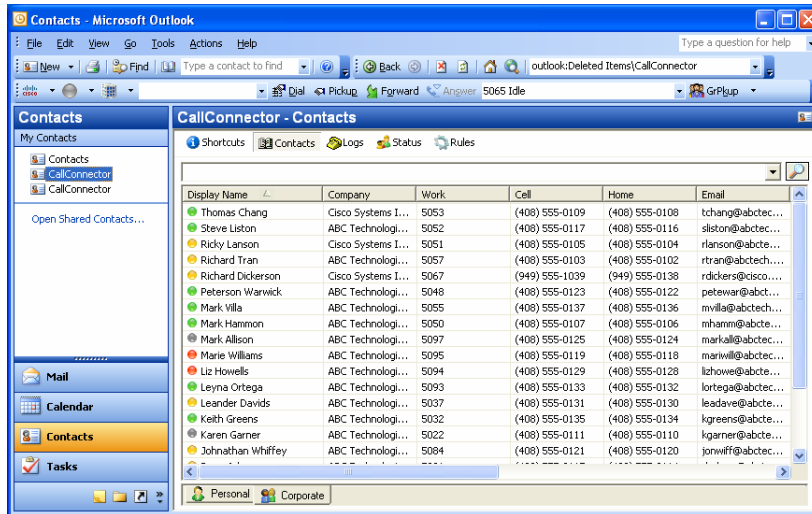 Contacts - Microsoft Outlook
File Edit View Go Tools Actions Help Type a question for help
New Find Type a contact to find Back outlook:Deleted Items\CallConnector
cisco Dial Pickup Forward Answer 5065 Idle GrPkup
Contacts
My Contacts
Contacts
CallConnector
CallConnector
Open Shared Contacts...
Mail
Calendar
Contacts
Tasks
CallConnector - Contacts
Shortcuts Contacts Logs Status Rules
Display Name Company Work Cell Home Email
Thomas Chang Cisco Systems I... 5053 (408) 555-0109 (408) 555-0108 tchang@abctec...
Steve Liston ABC Technologi... 5052 (408) 555-0117 (408) 555-0116 sliston@abctec...
Ricky Lanson ABC Technologi... 5051 (408) 555-0105 (408) 555-0104 rlanson@abcte...
Richard Tran ABC Technologi... 5057 (408) 555-0103 (408) 555-0102 rtran@abctech....
Richard Dickerson Cisco Systems I... 5067 (949) 555-1039 (949) 555-0138 rdickers@cisco....
Peterson Warwick ABC Technologi... 5048 (408) 555-0123 (408) 555-0122 petewar@abct...
Mark Villa ABC Technologi... 5055 (408) 555-0137 (408) 555-0136 mvilla@abctech...
Mark Hammon ABC Technologi... 5050 (408) 555-0107 (408) 555-0106 mhamm@abcte...
Mark Allison ABC Technologi... 5097 (408) 555-0125 (408) 555-0124 markall@abctec...
Marie Williams ABC Technologi... 5095 (408) 555-0119 (408) 555-0118 mariwill@abctec...
Liz Howells ABC Technologi... 5094 (408) 555-0129 (408) 555-0128 lizhowe@abcte...
Leyna Ortega ABC Technologi... 5093 (408) 555-0133 (408) 555-0132 lortega@abctec...
Leander Davids ABC Technologi... 5037 (408) 555-0131 (408) 555-0130 leadave@abcte...
Keith Greens ABC Technologi... 5032 (408) 555-0135 (408) 555-0134 kgreens@abcte...
Karen Garner ABC Technologi... 5022 (408) 555-0111 (408) 555-0110 kgarner@abcte...
Johnathan Whiffey ABC Technologi... 5084 (408) 555-0121 (408) 555-0120 jonwiff@abctec...
Personal Corporate